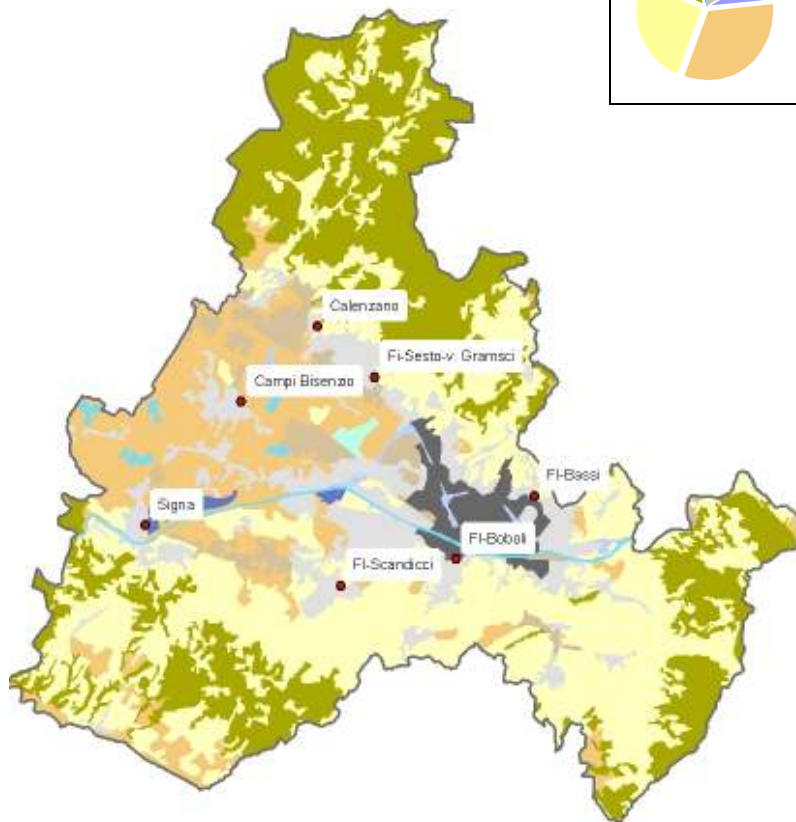 Calenzano
Fi-Sesto-v. Gramsci
Campi Bisenzio
FI-Bassi
Signa
FI-Boboli
FI-Scandicci